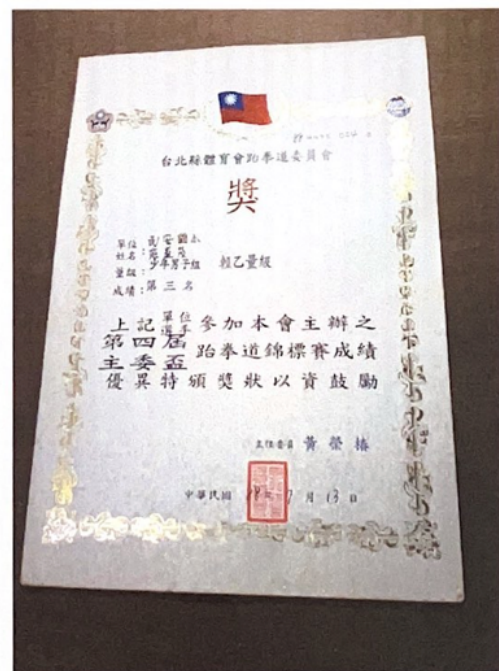 台北縣體育會跆拳道委員會
獎
單位:
姓名:
量級:少年男子組 輕乙量級
成績:第三名
上記單位選手參加本會主辦之
第四屆主委盃跆拳道錦標賽成績
優異特頒獎狀以資鼓勵
主任委員 黃榮椿
中華民國 年 月 13 日